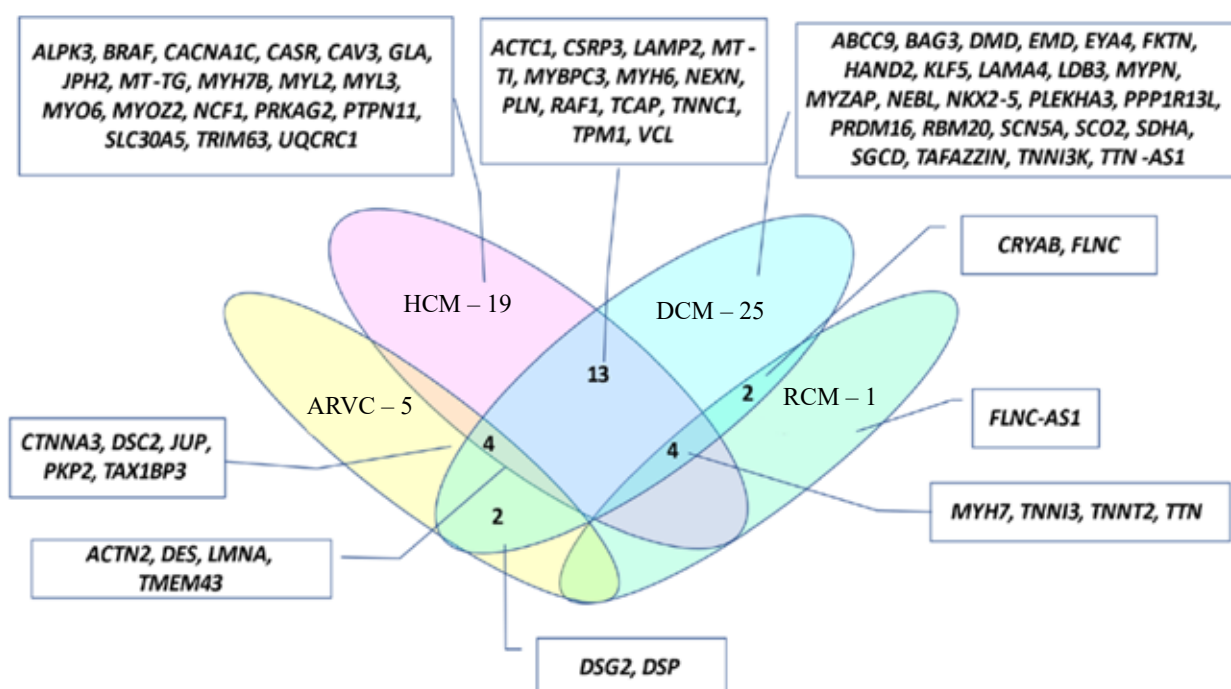 ALPK3, BRAF, CACNA1C, CASR, CAV3, GLA,
JPH2, MT-TG, MYH7B, MYL2, MYL3,
MYO6, MYOZ2, NCF1, PRKAG2, PTPN11,
SLC30A5, TRIM63, UQCRC1
ACTC1, CSRP3, LAMP2, MT -
TI, MYBPC3, MYH6, NEXN,
PLN, RAF1, TCAP, TNNC1,
TPM1, VCL
ABCC9, BAG3, DMD, EMD, EYA4, FKTN,
HAND2, KLF5, LAMA4, LDB3, MYPN,
MYZAP, NEBL, NKX2-5, PLEKHA3, PPP1R13L,
PRDM16, RBM20, SCN5A, SCO2, SDHA,
SGCD, TAFAZZIN, TNNI3K, TTN -AS1
CRYAB, FLNC
HCM – 19
DCM – 25
13
2
ARVC – 5
RCM – 1
FLNC-AS1
CTNNA3, DSC2, JUP,
PKP2, TAX1BP3
4
4
MYH7, TNNI3, TNNT2, TTN
2
ACTN2, DES, LMNA,
TMEM43
DSG2, DSP